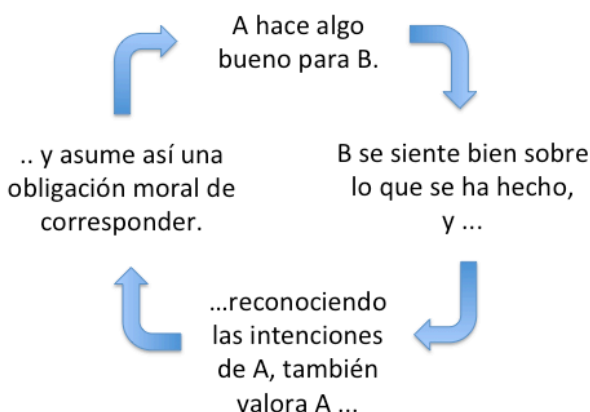 A hace algo
bueno para B.
B se siente bien sobre
lo que se ha hecho,
y ...
...reconociendo
las intenciones
de A, también
valora A ...
.. y asume así una
obligación moral de
corresponder.